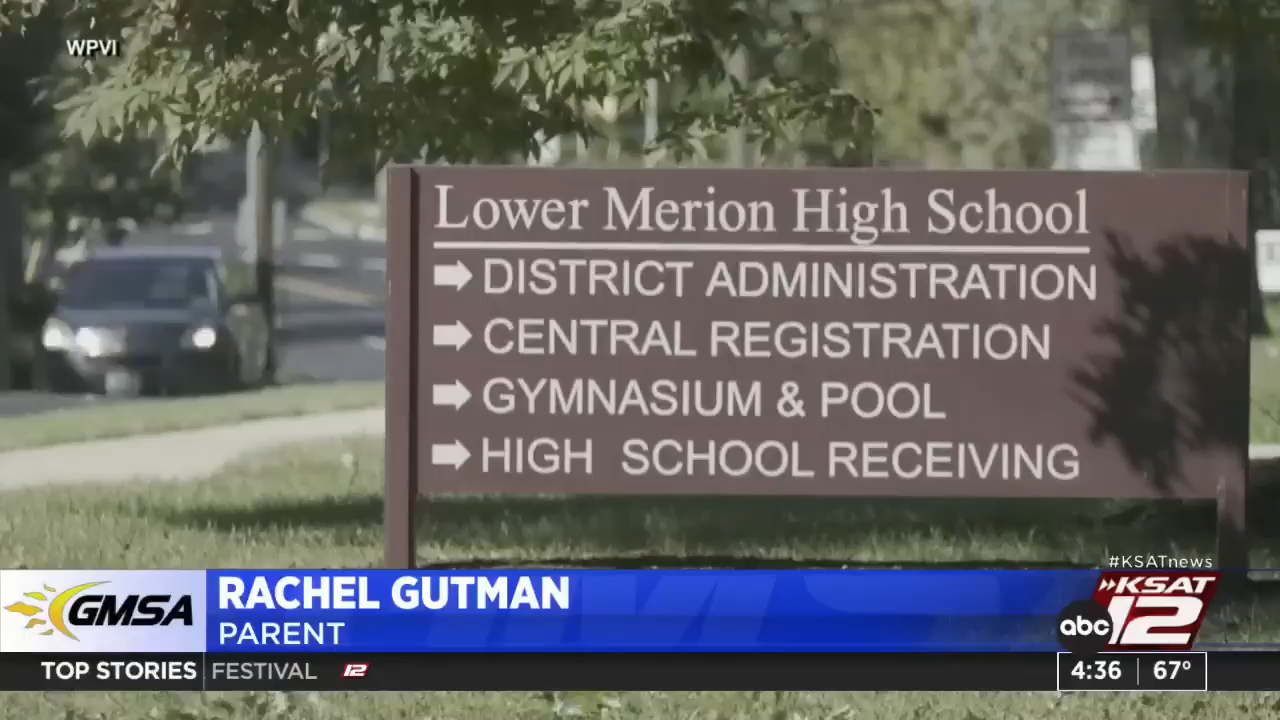 WPVI
Lower Merion High School
DISTRICT ADMINISTRATION
CENTRAL REGISTRATION
GYMNASIUM & POOL
HIGH SCHOOL RECEIVING
#KSATnews
GMSA
RACHEL GUTMAN
PARENT
KSAT
abc 12
TOP STORIES FESTIVAL 12
4:36 67°